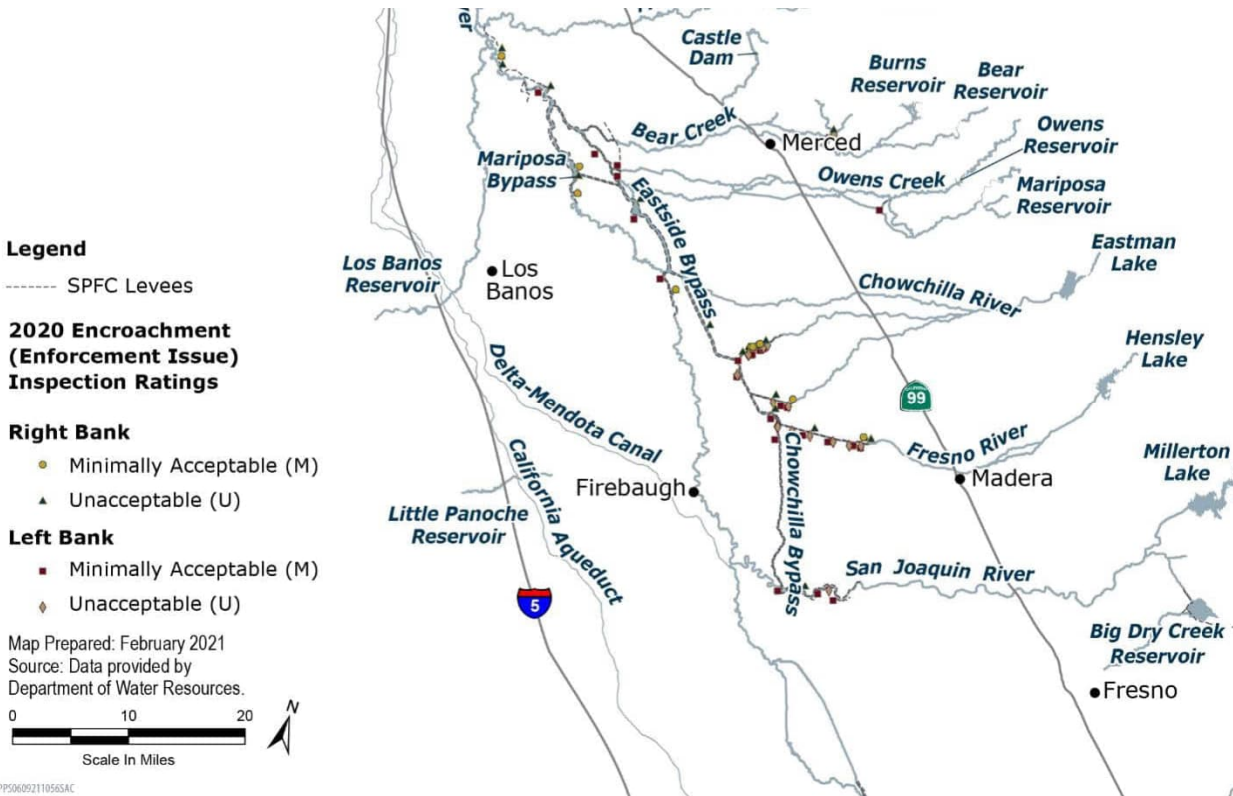 Legend
SPFC Levees
2020 Encroachment
(Enforcement Issue)
Inspection Ratings
Right Bank
Minimally Acceptable (M)
Unacceptable (U)
Left Bank
Minimally Acceptable (M)
Unacceptable (U)
Map Prepared: February 2021
Source: Data provided by
Department of Water Resources.
0 10 20
Scale In Miles
N
Castle
Dam
Burns
Reservoir
Bear
Reservoir
Owens
Reservoir
Bear Creek
Merced
Mariposa
Bypass
Owens Creek
Mariposa
Reservoir
Eastside Bypass
Los Banos
Reservoir
Los
Banos
Eastman
Lake
Chowchilla River
Hensley
Lake
Delta-Mendota Canal
99
California Aqueduct
Fresno River
Millerton
Lake
Firebaugh
Madera
Chowchilla Bypass
Little Panoche
Reservoir
San Joaquin River
5
Big Dry Creek
Reservoir
Fresno